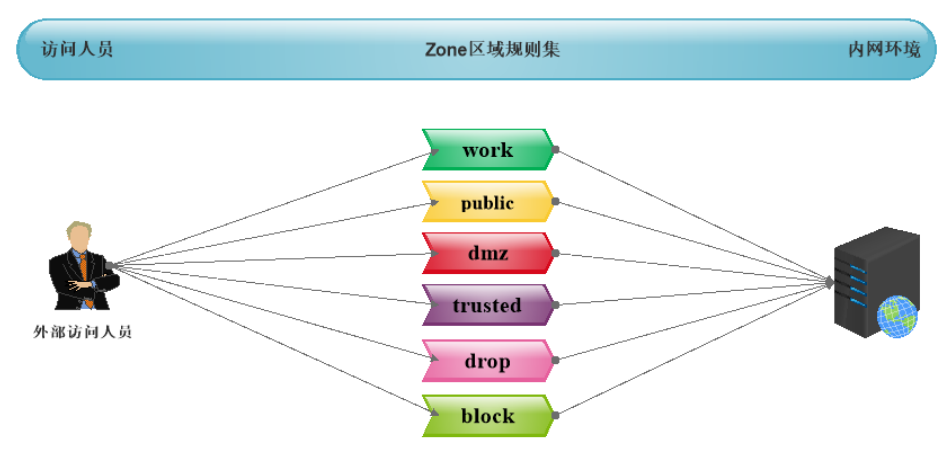 访问人员
Zone区域规则集
内网环境
work
public
dmz
trusted
drop
block
外部访问人员